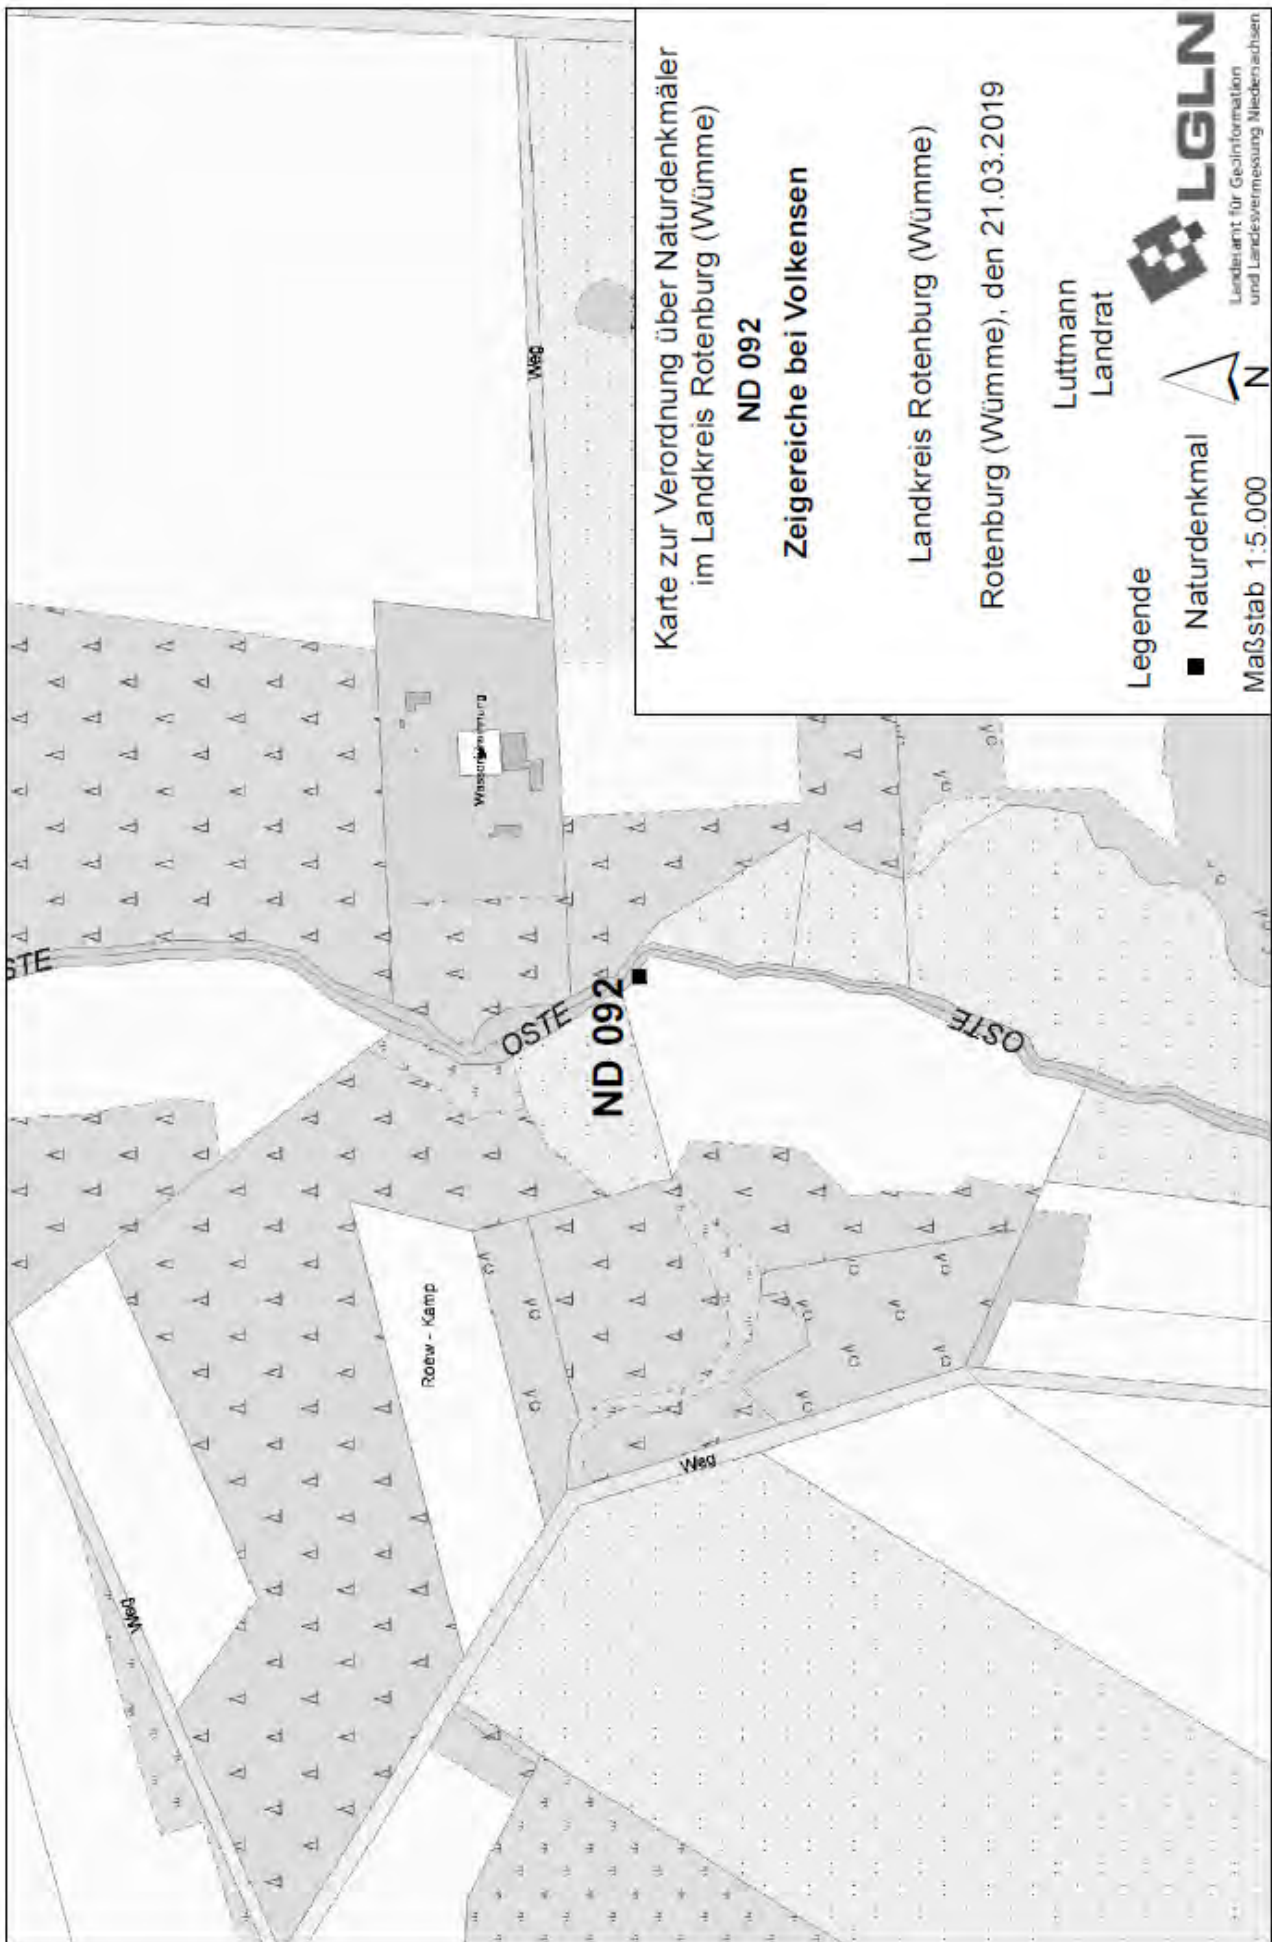 Karte zur Verordnung über Naturdenkmäler
im Landkreis Rotenburg (Wümme)
ND 092
Zeigereiche bei Volkensen
Landkreis Rotenburg (Wümme)
Rotenburg (Wümme), den 21.03.2019
Luttmann
Landrat
Legende
Naturdenkmal
Maßstab 1:5.000
N
LGLN
Landesamt für Geoinformation
und Landesvermessung Niedersachsen
STE
OSTE
ND 092
OSTE
Weg
Weg
Weg
Roew - Kamp